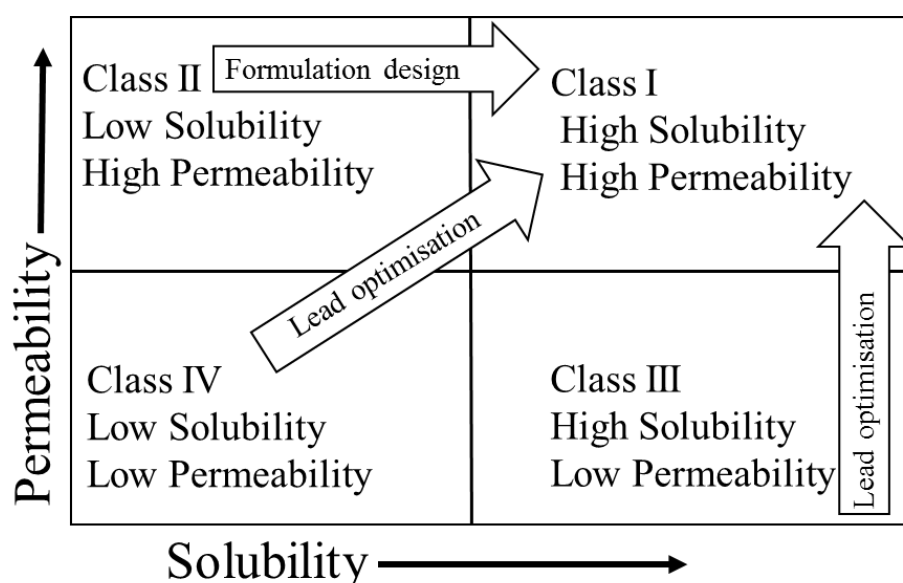 Class II
Low Solubility
High Permeability
Formulation design
Class I
High Solubility
High Permeability
Lead optimisation
Class IV
Low Solubility
Low Permeability
Class III
High Solubility
Low Permeability
Lead optimisation
Permeability
Solubility